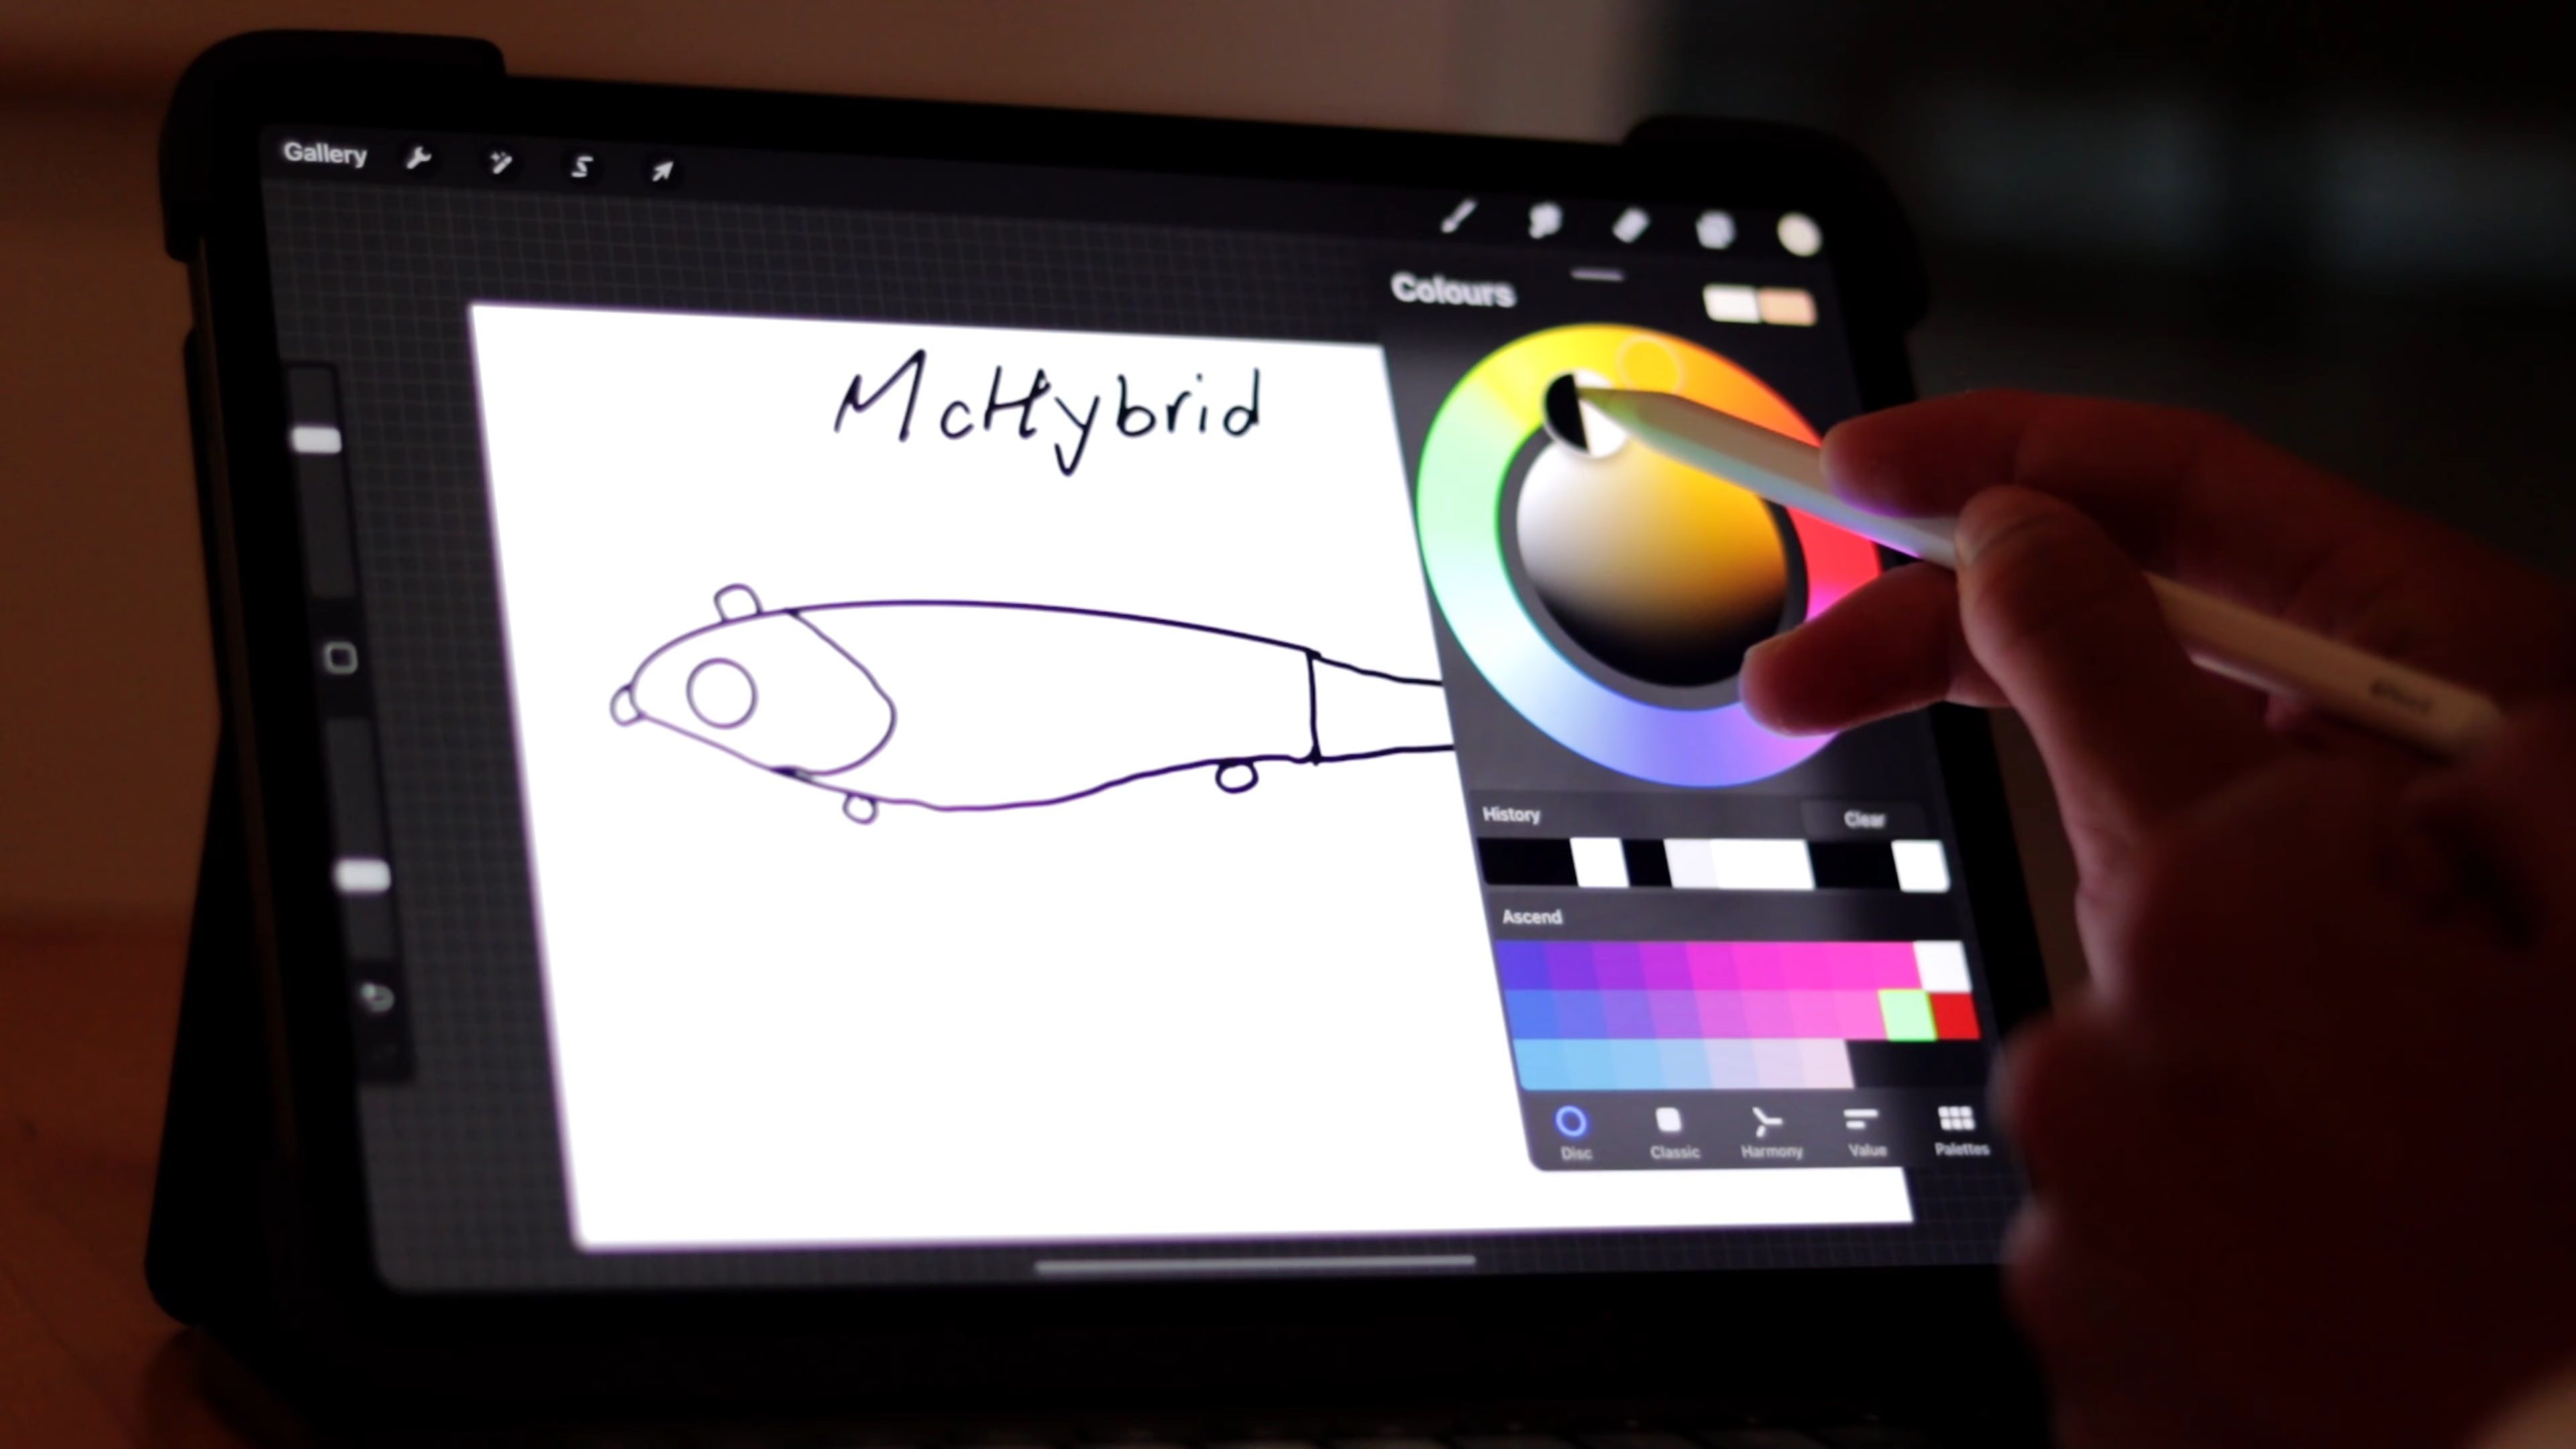 Gallery
Colours
McHybrid
History
Clear
Ascend
Disc
Classic
Harmony
Value
Palettes